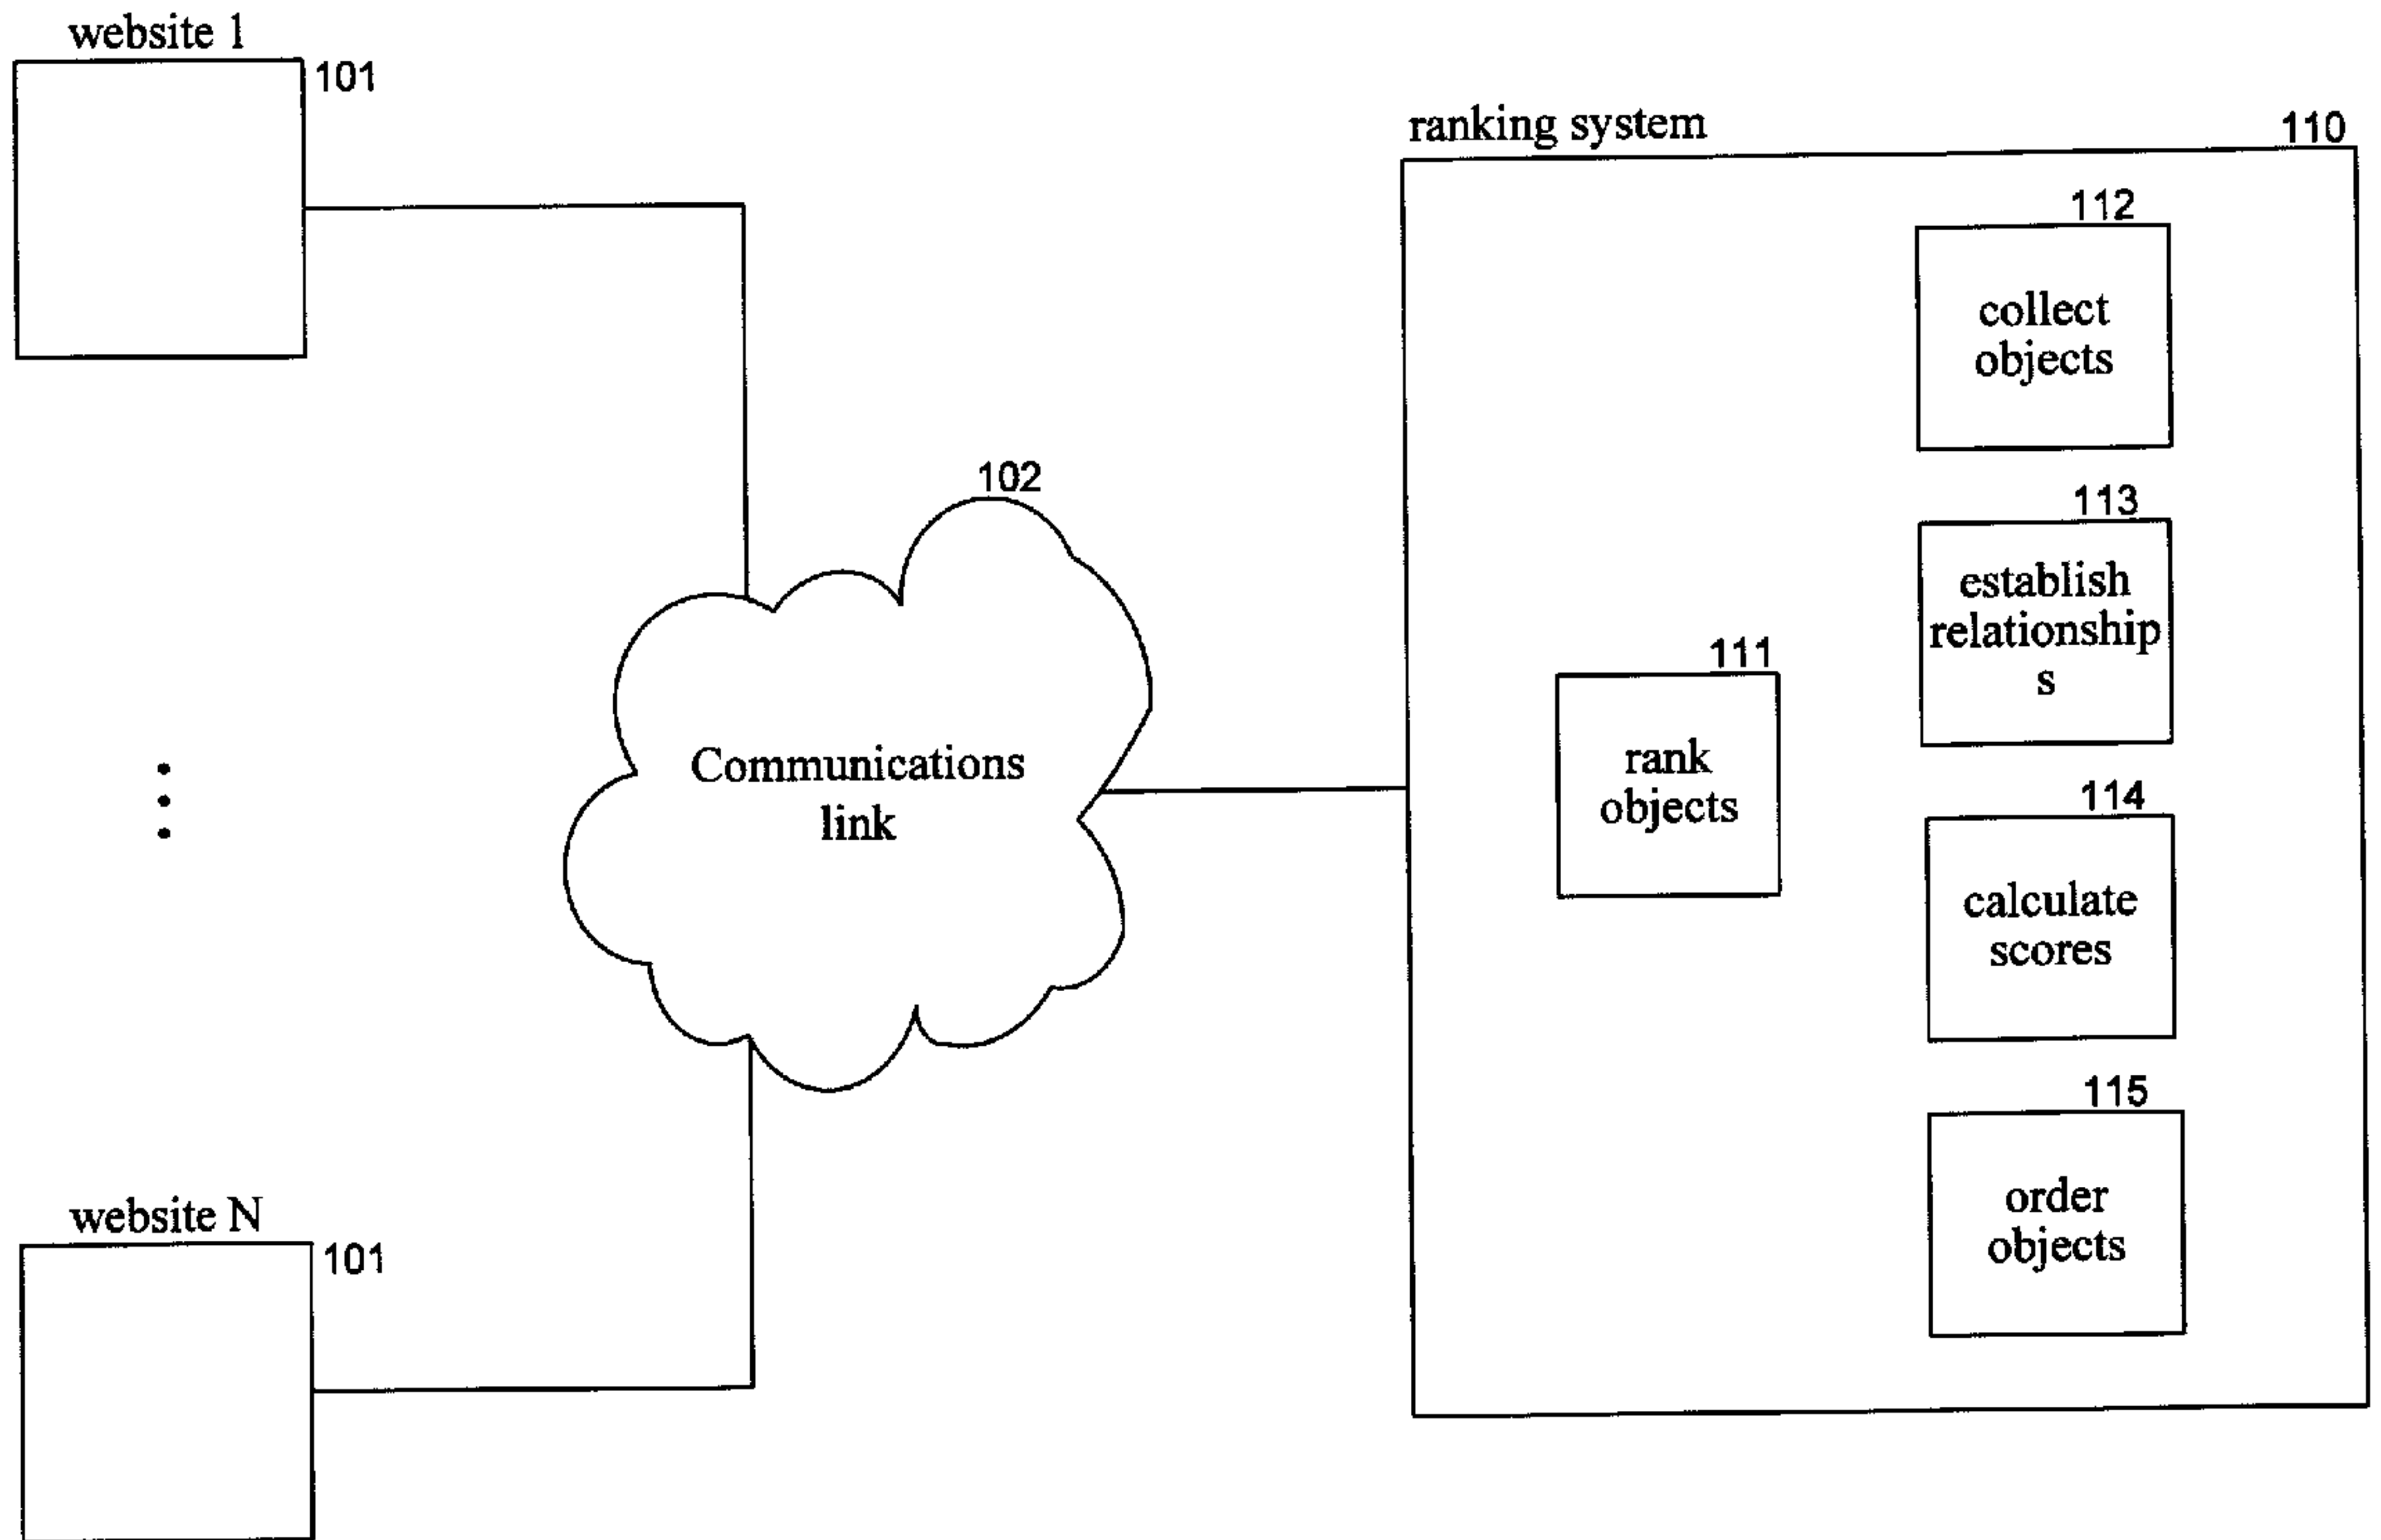 website 1
101
ranking system
110
112
collect
objects
102
113
establish
relationship
s
111
rank
objects
Communications
link
114
calculate
scores
115
order
objects
website N
101